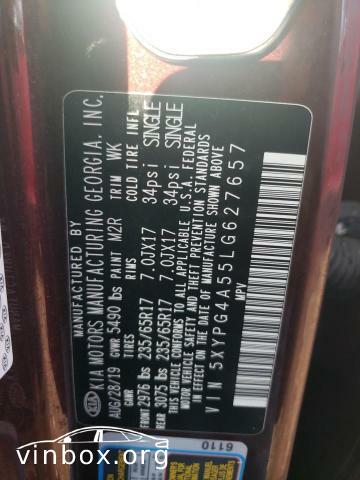 MANUFACTURED BY
KIA MOTORS MANUFACTURING GEORGIA, INC.
AUG/28/19 GVWR 5490 lbs PAINT M2R TRIM WK
GAWR TIRES RIMS COLD TIRE INFL
FRONT 2976 lbs 235/65R17 7.0JX17 34psi SINGLE
REAR 3075 lbs 235/65R17 7.0JX17 34psi SINGLE
THIS VEHICLE CONFORMS TO ALL APPLICABLE U.S.A. FEDERAL
MOTOR VEHICLE SAFETY AND THEFT PREVENTION STANDARDS
IN EFFECT ON THE DATE OF MANUFACTURE SHOWN ABOVE
VIN 5XYPG4A55LG627657
MPV
KIA
6110
vinbox.org
vinbox.org